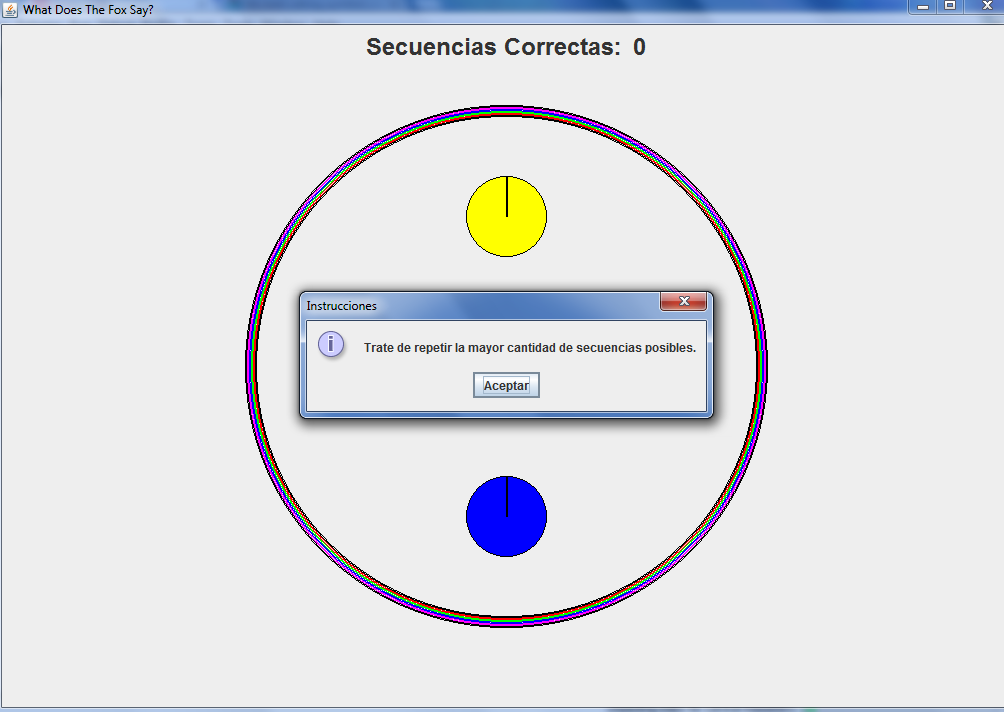 What Does The Fox Say?
Secuencias Correctas: 0
Instrucciones
Trate de repetir la mayor cantidad de secuencias posibles.
Aceptar